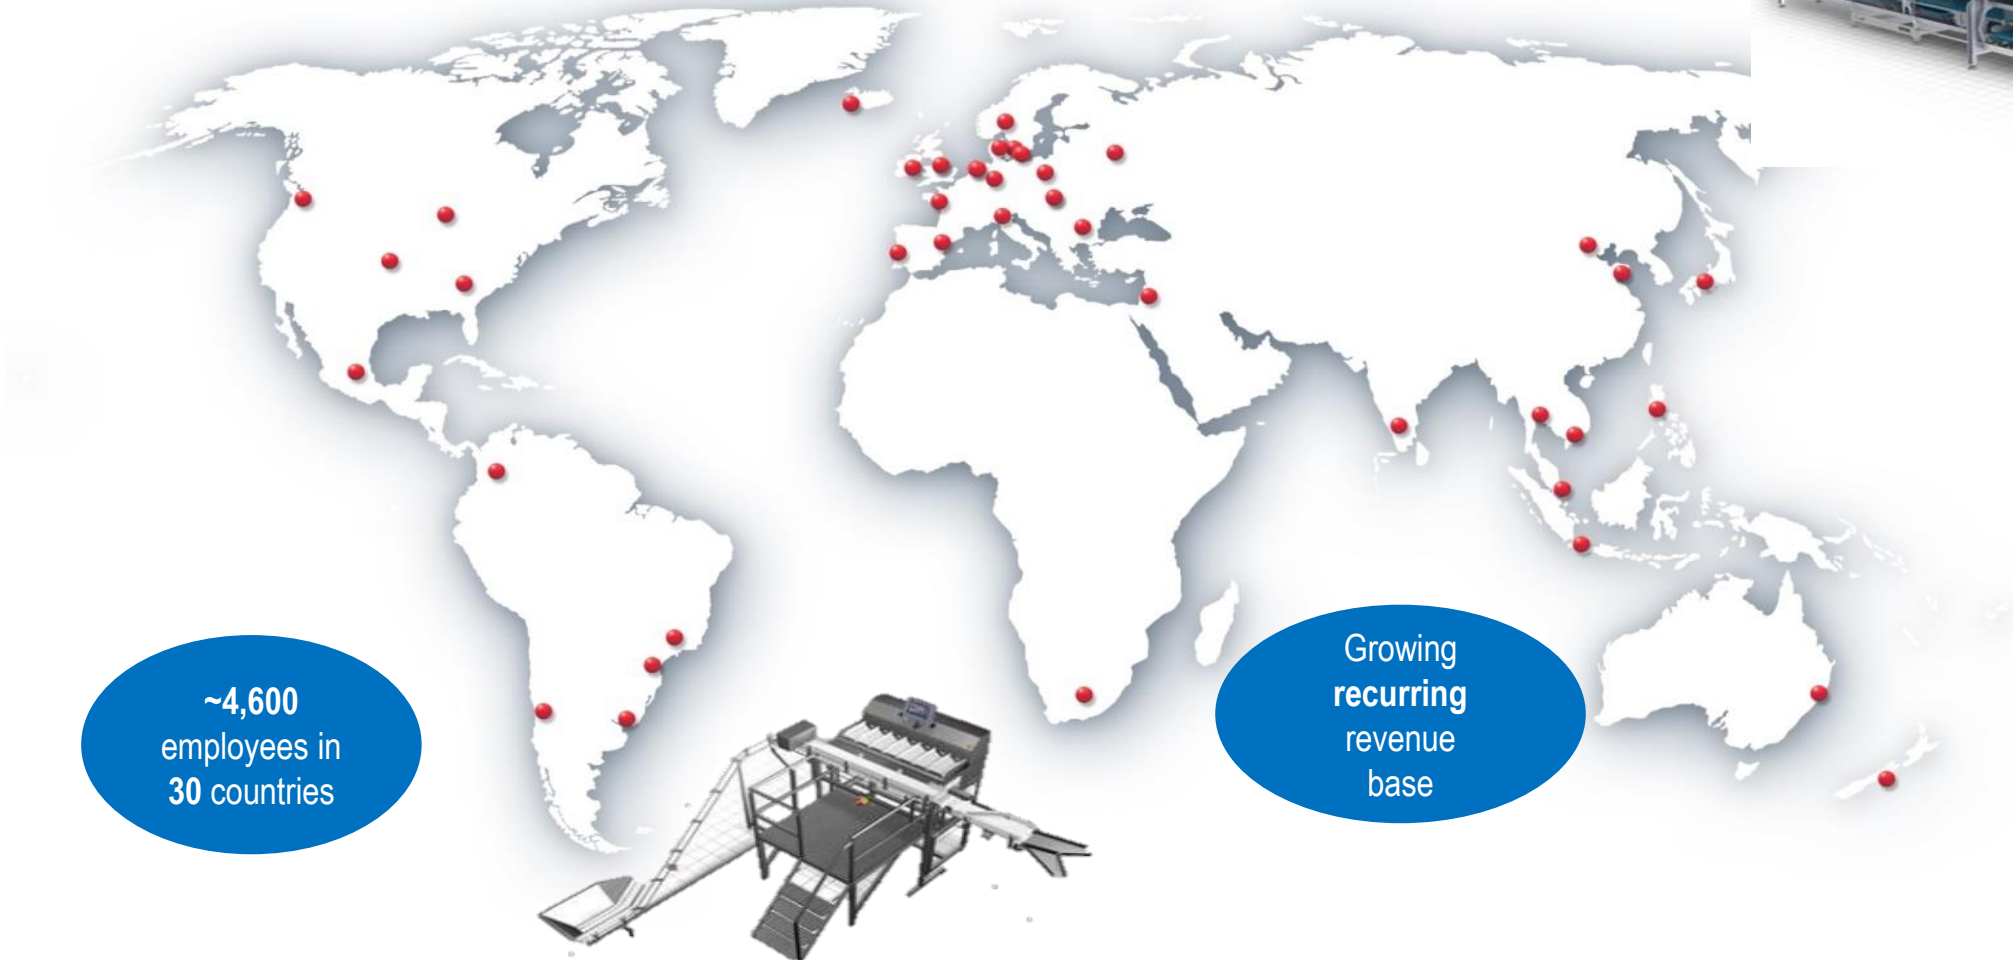 ~4,600
employees in
30 countries
Growing
recurring
revenue
base